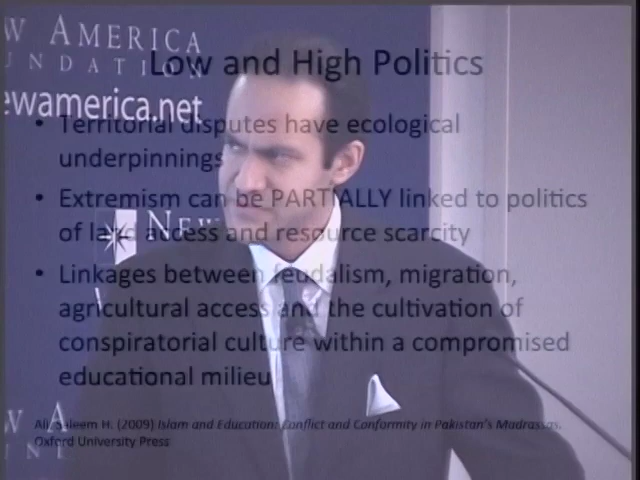 W AMERICA
UNDATI
ewamerica.net
Low and High Politics
• Territorial disputes have ecological
underpinnings
• Extremism can be PARTIALLY linked to politics
of land access and resource scarcity
NEW
• Linkages between feudalism, migration,
agricultural access and the cultivation of
conspiratorial culture within a compromised
educational milieu
W A
Ali, Saleem H. (2009) Islam and Education: Conflict and Conformity in Pakistan's Madrassas.
Oxford University Press